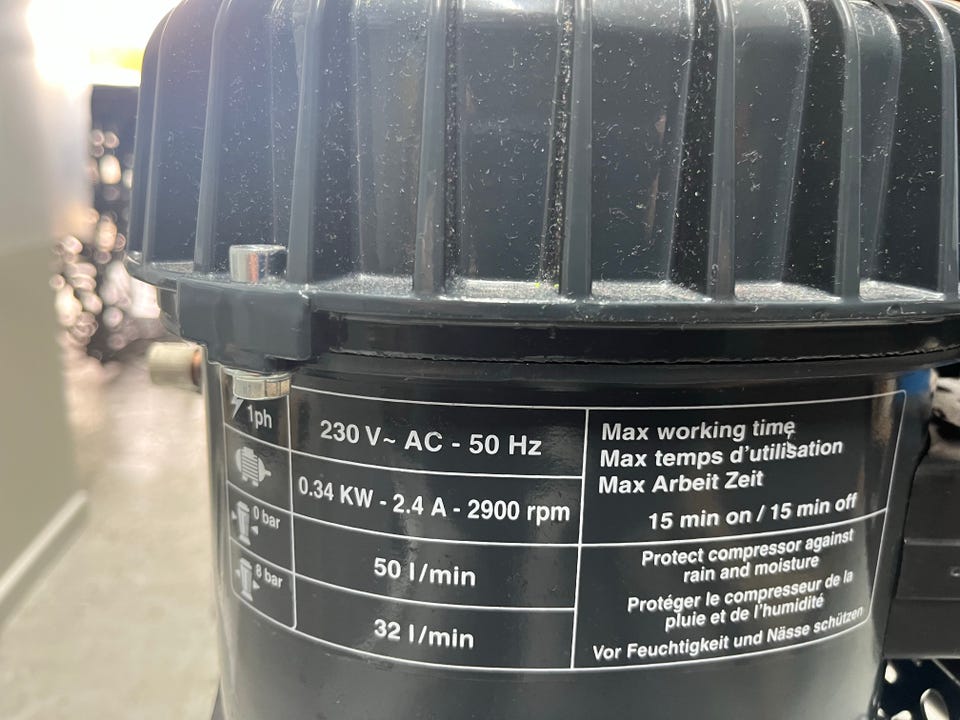 1ph
230 V~ AC - 50 Hz
0.34 KW - 2.4 A - 2900 rpm
0 bar
50 l/min
8 bar
32 l/min
Max working time
Max temps d'utilisation
Max Arbeit Zeit
15 min on / 15 min off
Protect compressor against
rain and moisture
Protéger le compresseur de la
pluie et de l'humidité
Vor Feuchtigkeit und Nässe schützen